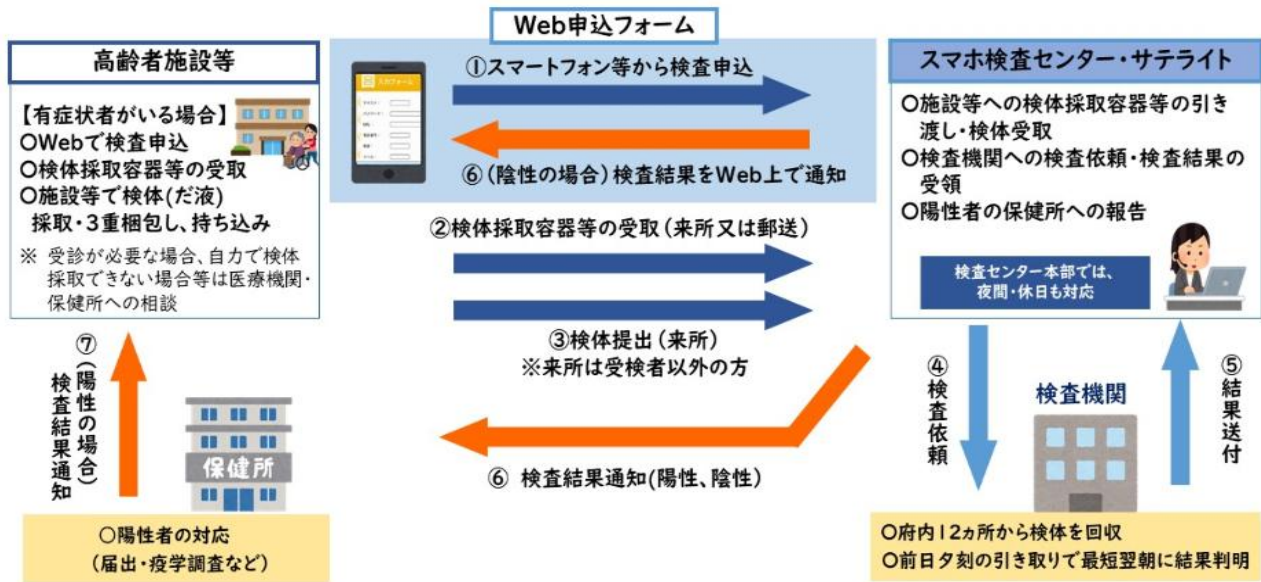 Web申込フォーム
高齢者施設等
【有症状者がいる場合】
○Webで検査申込
○検体採取容器等の受取
○施設等で検体(だ液)
採取・3重梱包し、持ち込み
※ 受診が必要な場合、自力で検体
採取できない場合等は医療機関・
保健所への相談
①スマートフォン等から検査申込
⑥(陰性の場合)検査結果をWeb上で通知
②検体採取容器等の受取(来所又は郵送)
③検体提出(来所)
※来所は受検者以外の方
⑥ 検査結果通知(陽性、陰性)
スマホ検査センター・サテライト
○施設等への検体採取容器等の引き
渡し・検体受取
○検査機関への検査依頼・検査結果の
受領
○陽性者の保健所への報告
検査センター本部では、
夜間・休日も対応
④検査依頼
検査機関
⑤結果送付
○府内12ヵ所から検体を回収
○前日夕刻の引き取りで最短翌朝に結果判明
⑦(陽性の場合)
検査結果通知
保健所
○陽性者の対応
(届出・疫学調査など)